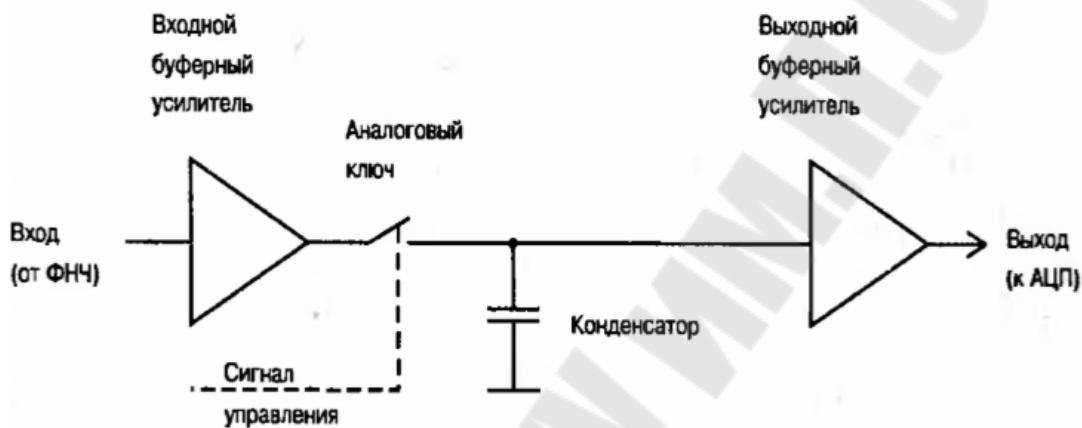 Входной
буферный
усилитель
Выходной
буферный
усилитель
Аналоговый
ключ
Вход
(от ФНЧ)
Выход
(к АЦП)
Конденсатор
Сигнал
управления